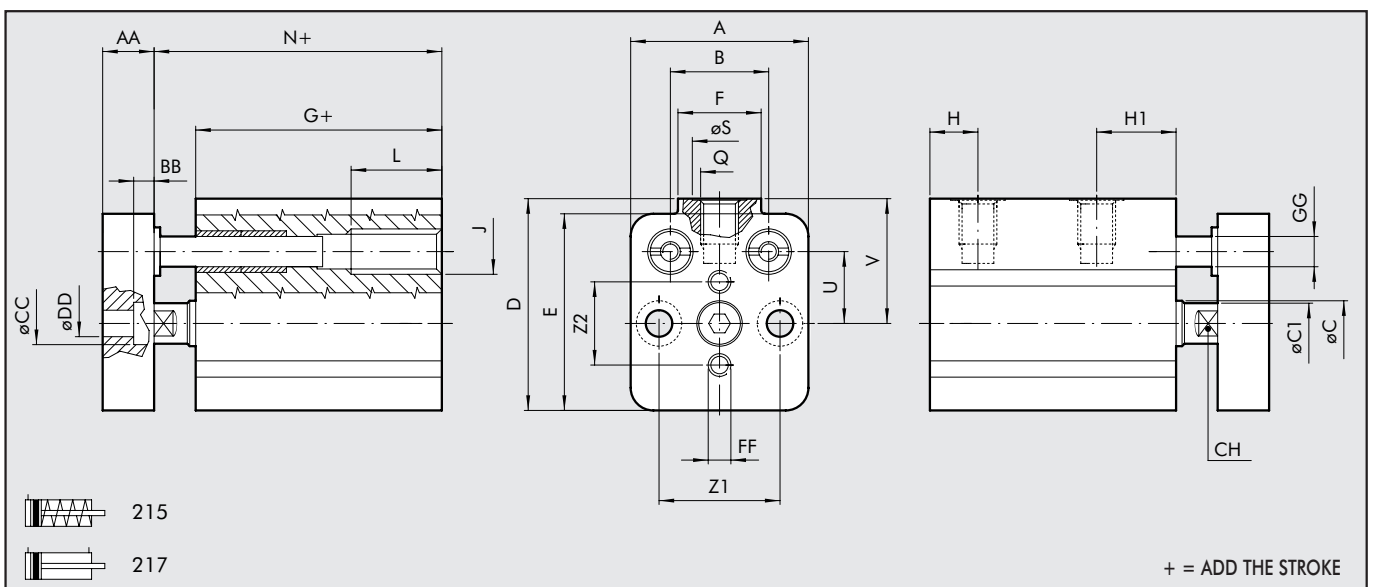 AA N+ A
B
G+ F H H1
øS
L Q
BB
GG
J
V
U
D
E
Z2
øCC
øDD
øC1
øC
FF
CH
Z1
215
217
+ = ADD THE STROKE